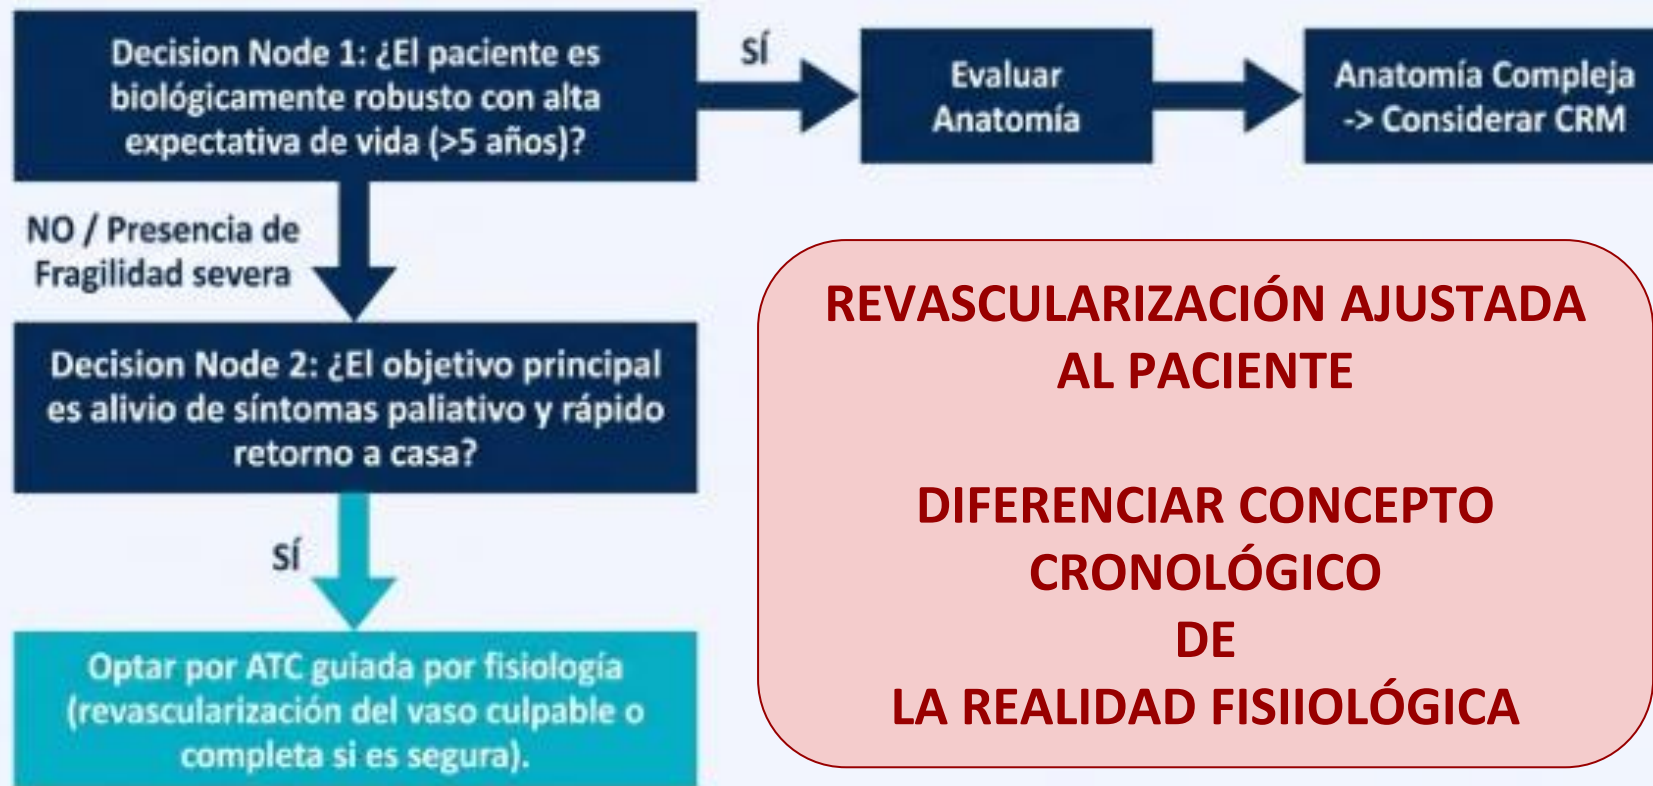 Decision Node 1: ¿El paciente es
biológicamente robusto con alta
expectativa de vida (>5 años)?
SÍ
Evaluar
Anatomía
Anatomía Compleja
-> Considerar CRM
NO / Presencia de
Fragilidad severa
Decision Node 2: ¿El objetivo principal
es alivio de síntomas paliativo y rápido
retorno a casa?
SÍ
Optar por ATC guiada por fisiología
(revascularización del vaso culpable o
completa si es segura).
REVASCULARIZACIÓN AJUSTADA
AL PACIENTE
DIFERENCIAR CONCEPTO
CRONOLÓGICO
DE
LA REALIDAD FISIIOLÓGICA